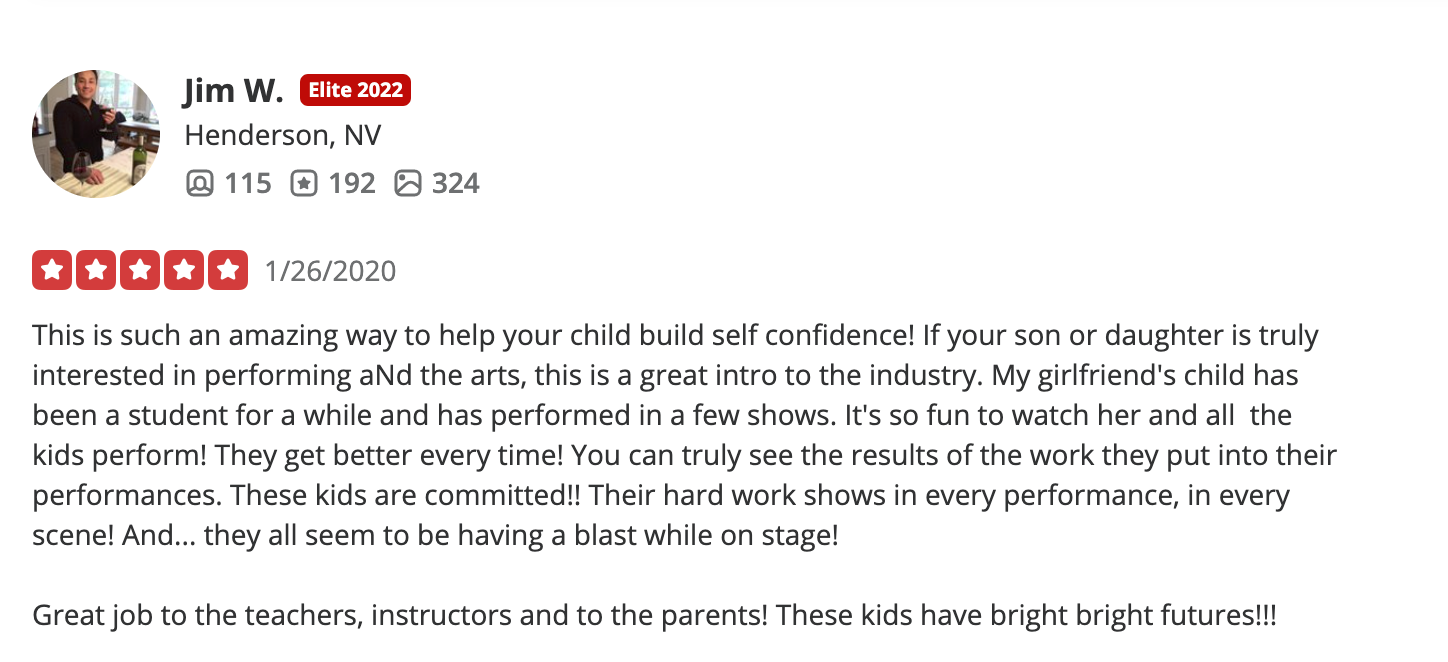 Jim W. Elite 2022
Henderson, NV
115 192 324
1/26/2020
This is such an amazing way to help your child build self confidence! If your son or daughter is truly
interested in performing aNd the arts, this is a great intro to the industry. My girlfriend's child has
been a student for a while and has performed in a few shows. It's so fun to watch her and all  the
kids perform! They get better every time! You can truly see the results of the work they put into their
performances. These kids are committed!! Their hard work shows in every performance, in every
scene! And... they all seem to be having a blast while on stage!
Great job to the teachers, instructors and to the parents! These kids have bright bright futures!!!